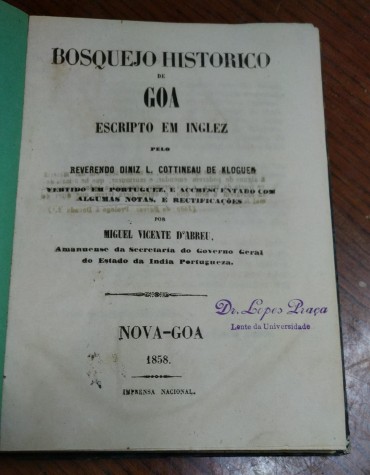 BOSQUEJO HISTORICO
DE
GOA
ESCRIPTO EM INGLEZ
PELO
REVERENDO DINIZ L. COTTINEAU DE KLOGUEN
VERTIDO EM PORTUGUEZ, E ACCRESCENTADO COM
ALGUMAS NOTAS, E RECTIFICAÇÕES
POR
MIGUEL VICENTE D'ABREU,
Amanuense da Secretaria do Governo Geral
do Estado da India Portugueza.
NOVA-GOA
1858.
IMPRENSA NACIONAL.
Dr. Lopes Praça
Lente da Universidade